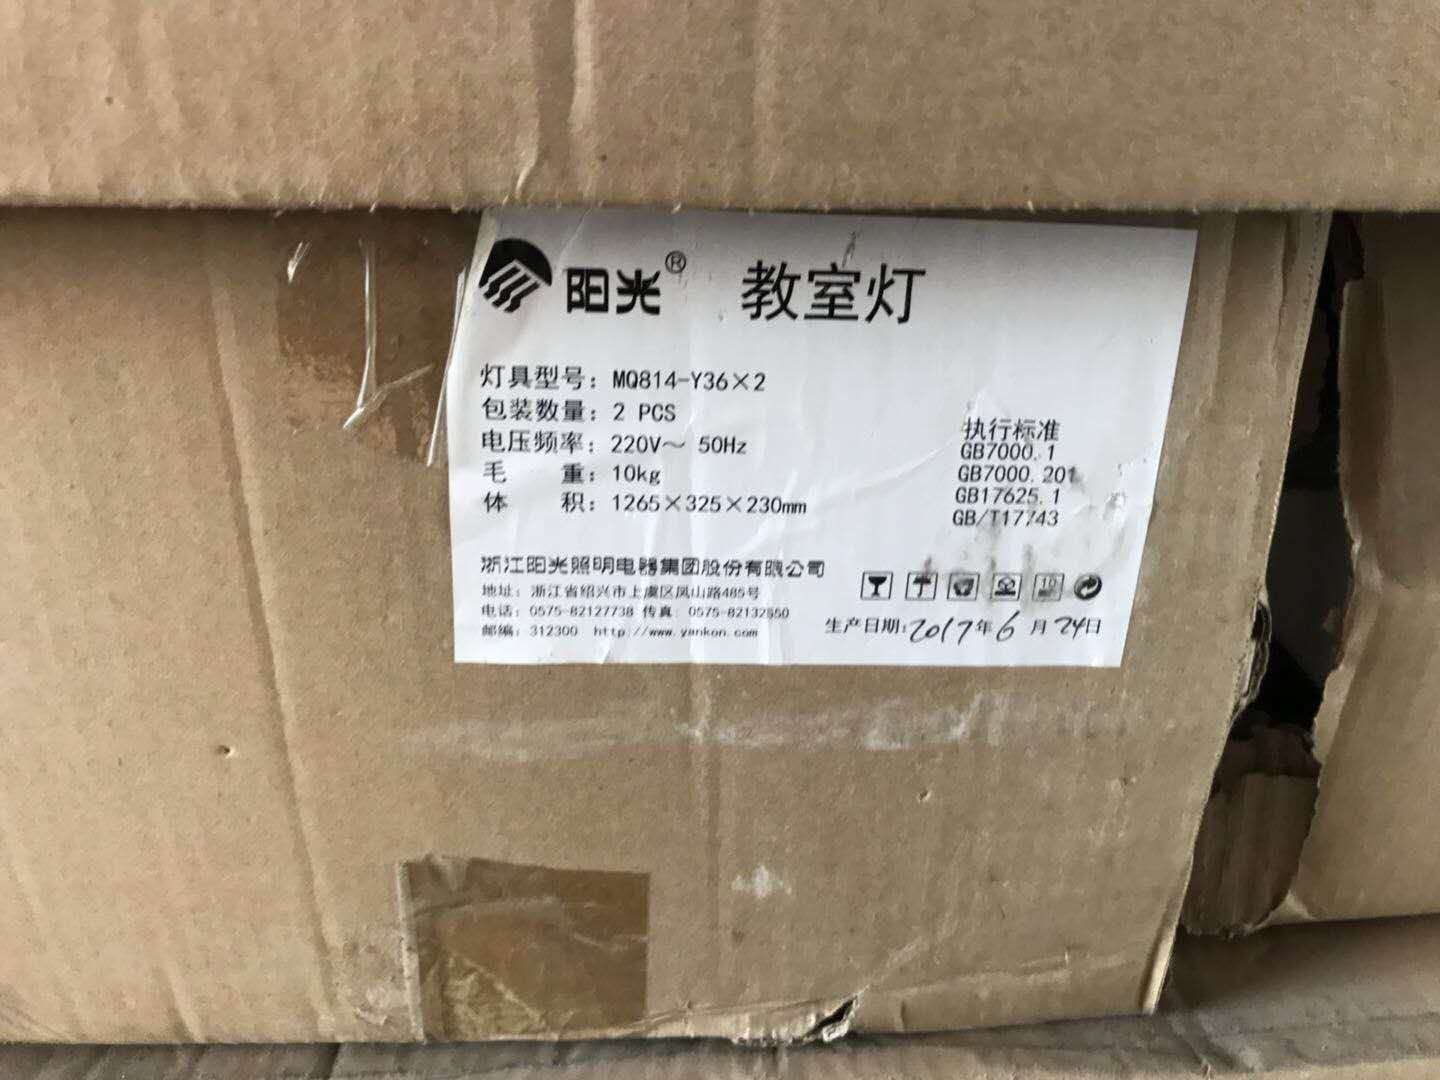 阳光® 教室灯
灯具型号：MQ814-Y36×2
包装数量：2 PCS
电压频率：220V～ 50Hz
毛 重：10kg
体 积：1265×325×230mm
执行标准
GB7000.1
GB7000.201
GB17625.1
GB/T17743
浙江阳光照明电器集团股份有限公司
地址：浙江省绍兴市上虞区凤山路485号
电话：0575-82127738 传真：0575-82132550
邮编：312300 http://www.yankon.com
10
生产日期：2017年6月24日